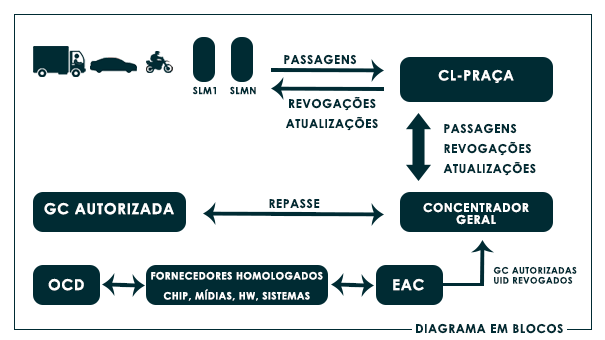 PASSAGENS
CL-PRAÇA
SLM1
SLMN
REVOGAÇÕES
ATUALIZAÇÕES
PASSAGENS
REVOGAÇÕES
ATUALIZAÇÕES
GC AUTORIZADA
REPASSE
CONCENTRADOR
GERAL
OCD
FORNECEDORES HOMOLOGADOS
CHIP, MÍDIAS, HW, SISTEMAS
EAC
GC AUTORIZADAS
UID REVOGADOS
DIAGRAMA EM BLOCOS